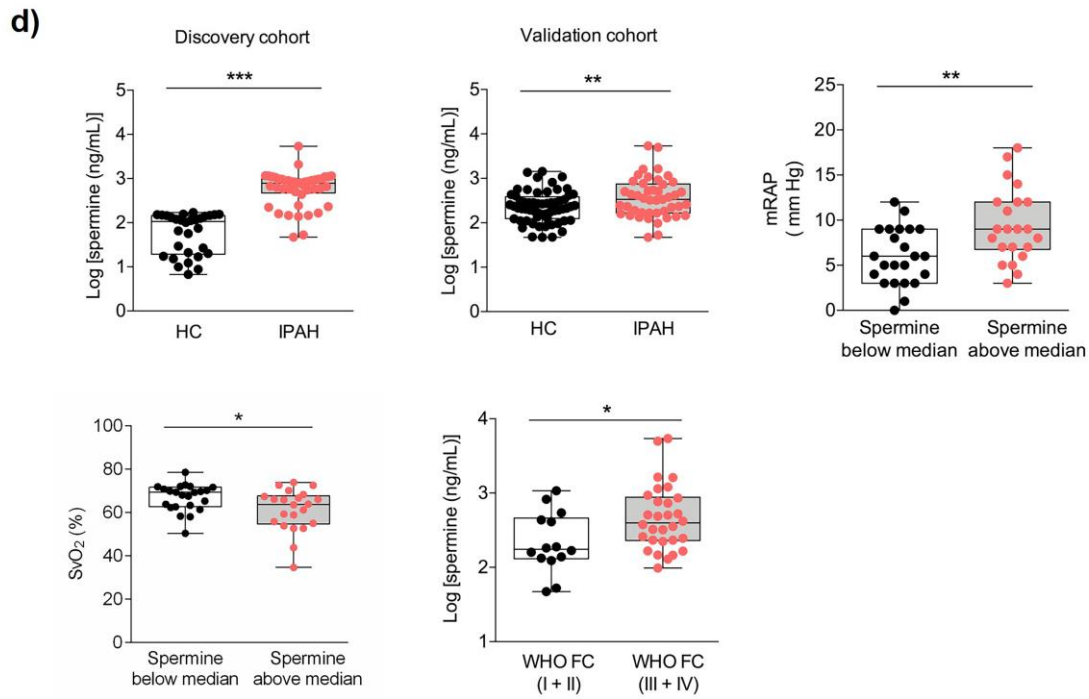 d)
Discovery cohort
***
Log [spermine (ng/mL)]
5
4
3
2
1
0
HC
IPAH
Validation cohort
**
Log [spermine (ng/mL)]
5
4
3
2
1
0
HC
IPAH
**
mRAP
( mm Hg)
25
20
15
10
5
0
Spermine
below median
Spermine
above median
*
SvO₂ (%)
100
80
60
40
20
0
Spermine
below median
Spermine
above median
*
Log [spermine (ng/mL)]
4
3
2
1
WHO FC
(I + II)
WHO FC
(III + IV)